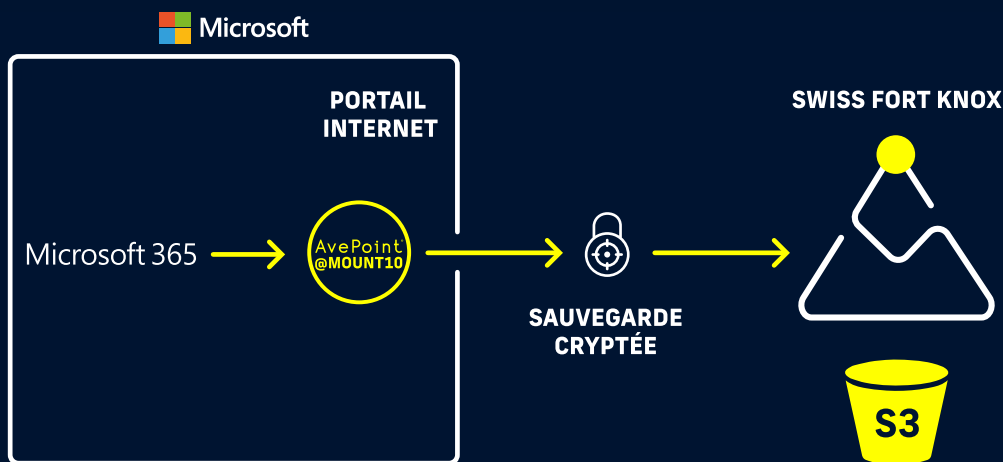 Microsoft
PORTAIL
INTERNET
SWISS FORT KNOX
Microsoft 365
AvePoint
@MOUNT10
SAUVEGARDE
CRYPTÉE
S3